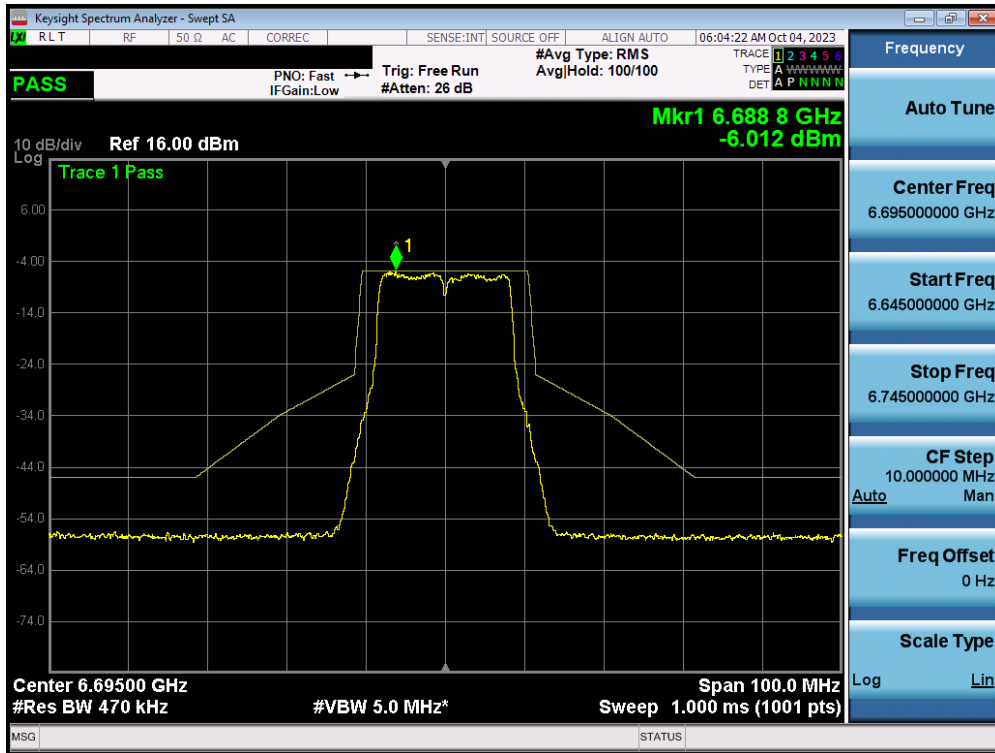 Keysight Spectrum Analyzer - Swept SA
LXI RLT RF 50 Ω AC CORREC SENSE:INT SOURCE OFF ALIGN AUTO 06:04:22 AM Oct 04, 2023
PASS
PNO: Fast
IFGain:Low
Trig: Free Run
#Atten: 26 dB
#Avg Type: RMS
Avg|Hold: 100/100
TRACE 1 2 3 4 5 6
TYPE A WWWWW
DET A P N N N N
Mkr1 6.688 8 GHz
-6.012 dBm
10 dB/div Ref 16.00 dBm
Log
Trace 1 Pass
1
6.00
-4.00
-14.0
-24.0
-34.0
-44.0
-54.0
-64.0
-74.0
Center 6.69500 GHz Span 100.0 MHz
#Res BW 470 kHz #VBW 5.0 MHz* Sweep 1.000 ms (1001 pts)
MSG STATUS
Frequency
Auto Tune
Center Freq
6.695000000 GHz
Start Freq
6.645000000 GHz
Stop Freq
6.745000000 GHz
CF Step
10.000000 MHz
Auto Man
Freq Offset
0 Hz
Scale Type
Log Lin